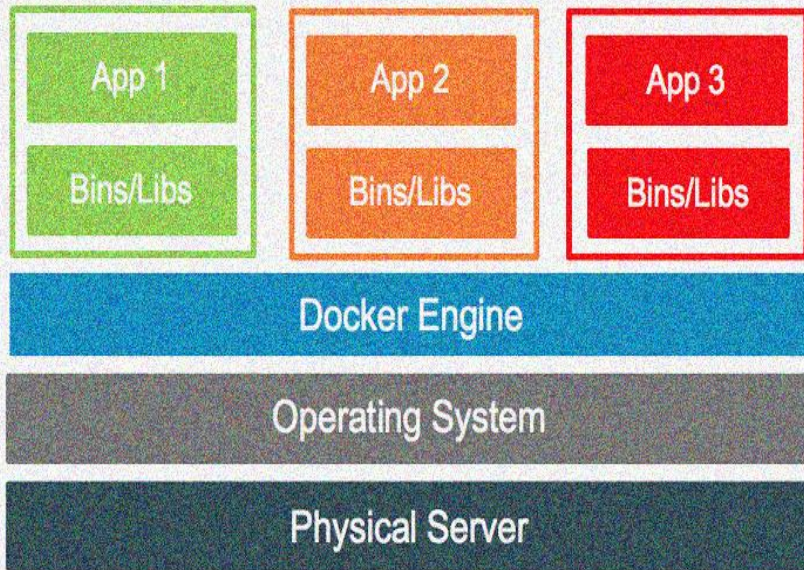 App 1
App 2
App 3
Bins/Libs
Bins/Libs
Bins/Libs
Docker Engine
Operating System
Physical Server